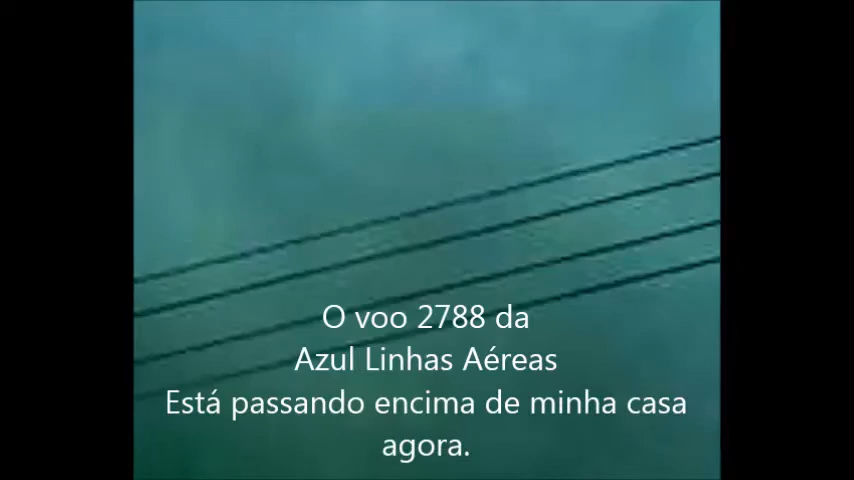 O voo 2788 da
Azul Linhas Aéreas
Está passando encima de minha casa
agora.